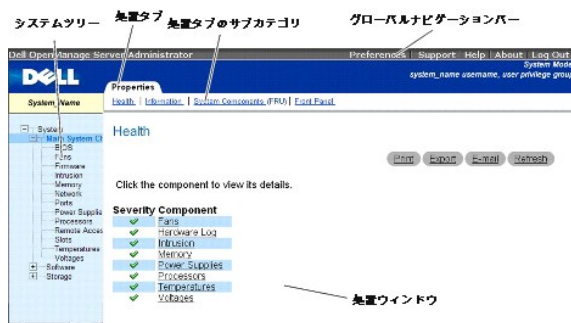 システムツリー
処置タブ
処置タブのサブカテゴリ
グローバルナビゲーションバー
Dell OpenManage Server Administrator
Preferences Support Help About Log Out
System Mode
system_name username, user privilege group
DELL
Properties
System_Name
Health | Information | System Components (FRU) | Front Panel
System
Main System Ch
BIOS
Fans
Firmware
Intrusion
Memory
Network
Ports
Power Supplie
Processors
Remote Acces
Slots
Temperatures
Voltages
Software
Storage
Health
Print Export E-mail Refresh
Click the component to view its details.
Severity Component
Fans
Hardware Log
Intrusion
Memory
Power Supplies
Processors
Temperatures
Voltages
処置ウィンドウ